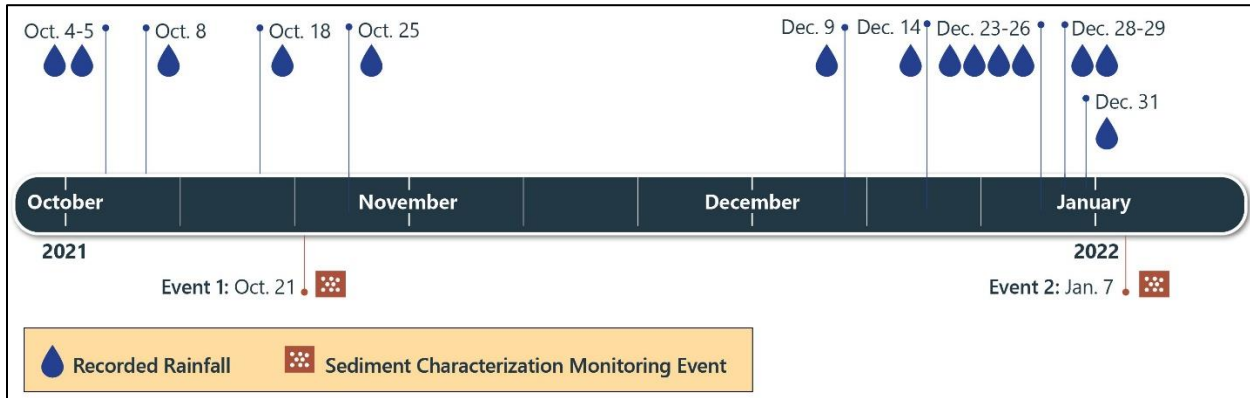 Oct. 4-5
Oct. 8
Oct. 18
Oct. 25
Dec. 9
Dec. 14
Dec. 23-26
Dec. 28-29
Dec. 31
October
November
December
January
2021
2022
Event 1: Oct. 21
Event 2: Jan. 7
Recorded Rainfall
Sediment Characterization Monitoring Event